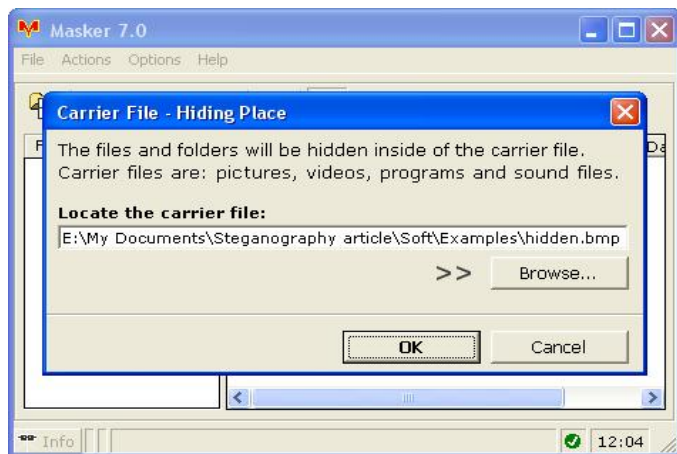 Masker 7.0
File Actions Options Help
Carrier File - Hiding Place
F
Da
The files and folders will be hidden inside of the carrier file.
Carrier files are: pictures, videos, programs and sound files.
Locate the carrier file:
E:\My Documents\Steganography article\Soft\Examples\hidden.bmp
>> Browse...
OK Cancel
Info 12:04